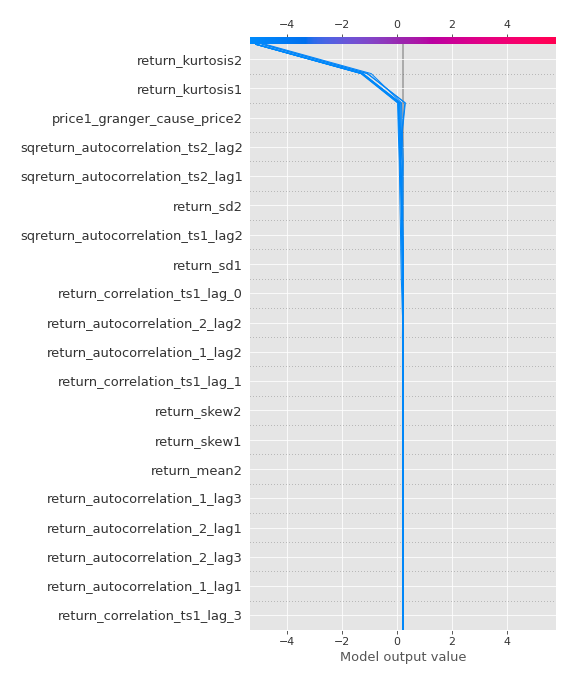 −4 −2 0 2 4
return_kurtosis2
return_kurtosis1
price1_granger_cause_price2
sqreturn_autocorrelation_ts2_lag2
sqreturn_autocorrelation_ts2_lag1
return_sd2
sqreturn_autocorrelation_ts1_lag2
return_sd1
return_correlation_ts1_lag_0
return_autocorrelation_2_lag2
return_autocorrelation_1_lag2
return_correlation_ts1_lag_1
return_skew2
return_skew1
return_mean2
return_autocorrelation_1_lag3
return_autocorrelation_2_lag1
return_autocorrelation_2_lag3
return_autocorrelation_1_lag1
return_correlation_ts1_lag_3
−4 −2 0 2 4
Model output value